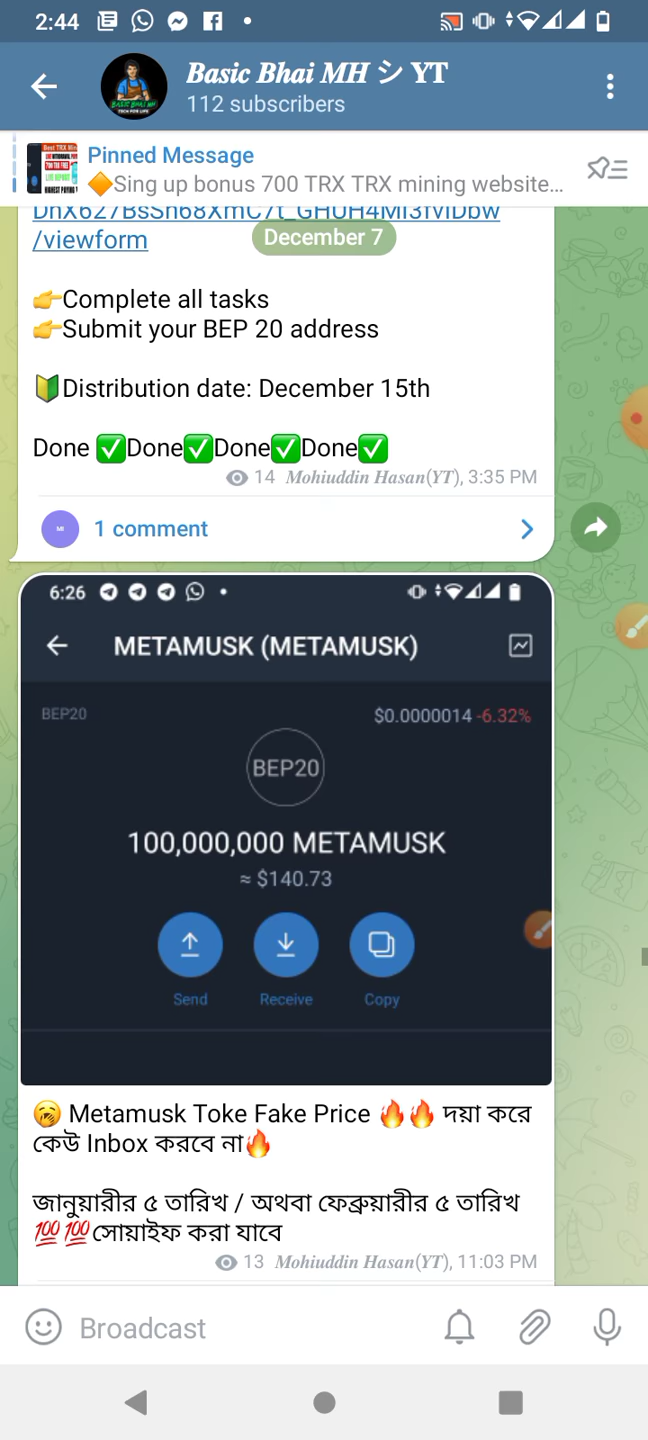 2:44
Basic Bhai MH シ YT
112 subscribers
Pinned Message
🔶Sing up bonus 700 TRX TRX mining website...
/viewform
December 7
👉Complete all tasks
👉Submit your BEP 20 address
🔰Distribution date: December 15th
Done ✅Done✅Done✅Done✅
14 Mohiuddin Hasan(YT), 3:35 PM
1 comment
6:26
METAMUSK (METAMUSK)
BEP20
$0.0000014 -6.32%
BEP20
100,000,000 METAMUSK
≈ $140.73
Send
Receive
Copy
🥱 Metamusk Toke Fake Price 🔥🔥 দয়া করে
কেউ Inbox করবে না🔥
জানুয়ারীর ৫ তারিখ / অথবা ফেব্রুয়ারীর ৫ তারিখ
💯💯সোয়াইফ করা যাবে
13 Mohiuddin Hasan(YT), 11:03 PM
Broadcast